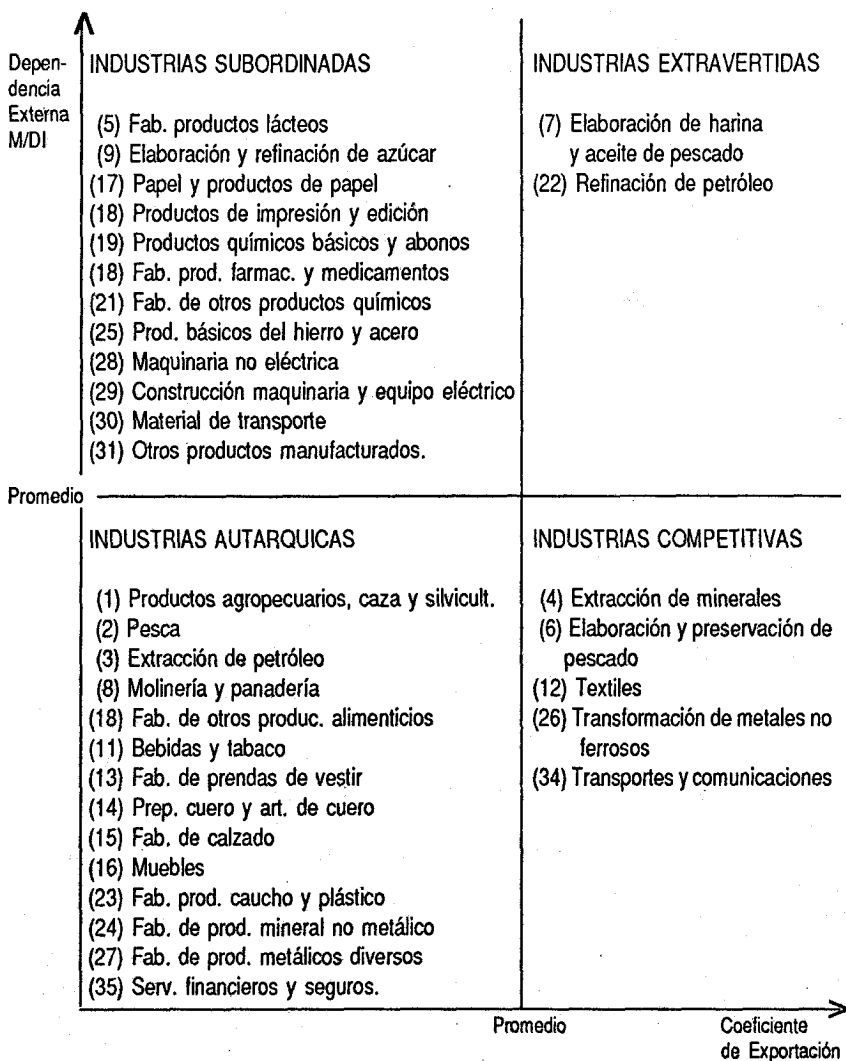 Depen-
dencia
Externa
M/DI
INDUSTRIAS SUBORDINADAS
(5) Fab. productos lácteos
(9) Elaboración y refinación de azúcar
(17) Papel y productos de papel
(18) Productos de impresión y edición
(19) Productos químicos básicos y abonos
(18) Fab. prod. farmac. y medicamentos
(21) Fab. de otros productos químicos
(25) Prod. básicos del hierro y acero
(28) Maquinaria no eléctrica
(29) Construcción maquinaria y equipo eléctrico
(30) Material de transporte
(31) Otros productos manufacturados.
INDUSTRIAS EXTRAVERTIDAS
(7) Elaboración de harina
y aceite de pescado
(22) Refinación de petróleo
Promedio
INDUSTRIAS AUTARQUICAS
(1) Productos agropecuarios, caza y silvicult.
(2) Pesca
(3) Extracción de petróleo
(8) Molinería y panadería
(18) Fab. de otros produc. alimenticios
(11) Bebidas y tabaco
(13) Fab. de prendas de vestir
(14) Prep. cuero y art. de cuero
(15) Fab. de calzado
(16) Muebles
(23) Fab. prod. caucho y plástico
(24) Fab. de prod. mineral no metálico
(27) Fab. de prod. metálicos diversos
(35) Serv. financieros y seguros.
INDUSTRIAS COMPETITIVAS
(4) Extracción de minerales
(6) Elaboración y preservación de
pescado
(12) Textiles
(26) Transformación de metales no
ferrosos
(34) Transportes y comunicaciones
Promedio
Coeficiente
de Exportación